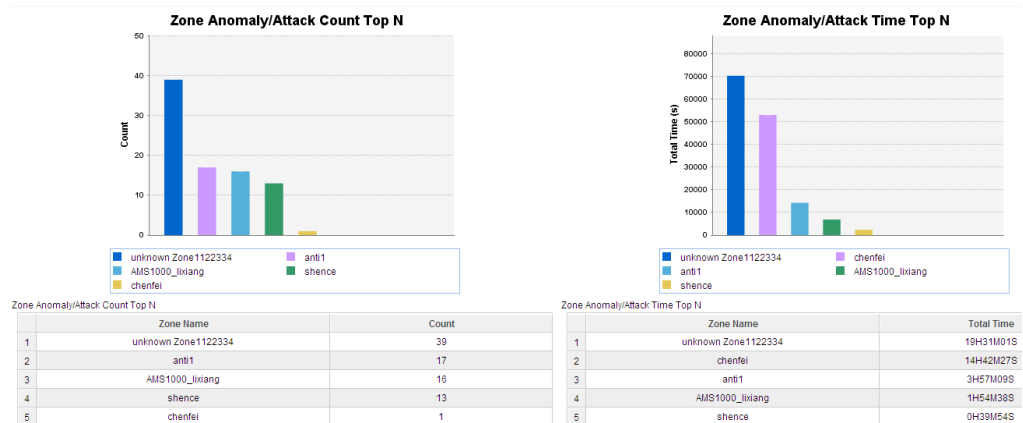 Zone Anomaly/Attack Count Top N
50
40
30
20
10
0
Count
unknown Zone1122334
anti1
AMS1000_lixiang
shence
chenfei
Zone Anomaly/Attack Count Top N
Zone Name Count
1 unknown Zone1122334 39
2 anti1 17
3 AMS1000_lixiang 16
4 shence 13
5 chenfei 1
Zone Anomaly/Attack Time Top N
80000
70000
60000
50000
40000
30000
20000
10000
0
Total Time (s)
unknown Zone1122334
chenfei
anti1
AMS1000_lixiang
shence
Zone Anomaly/Attack Time Top N
Zone Name Total Time
1 unknown Zone1122334 19H31M01S
2 chenfei 14H42M27S
3 anti1 3H57M09S
4 AMS1000_lixiang 1H54M38S
5 shence 0H39M54S